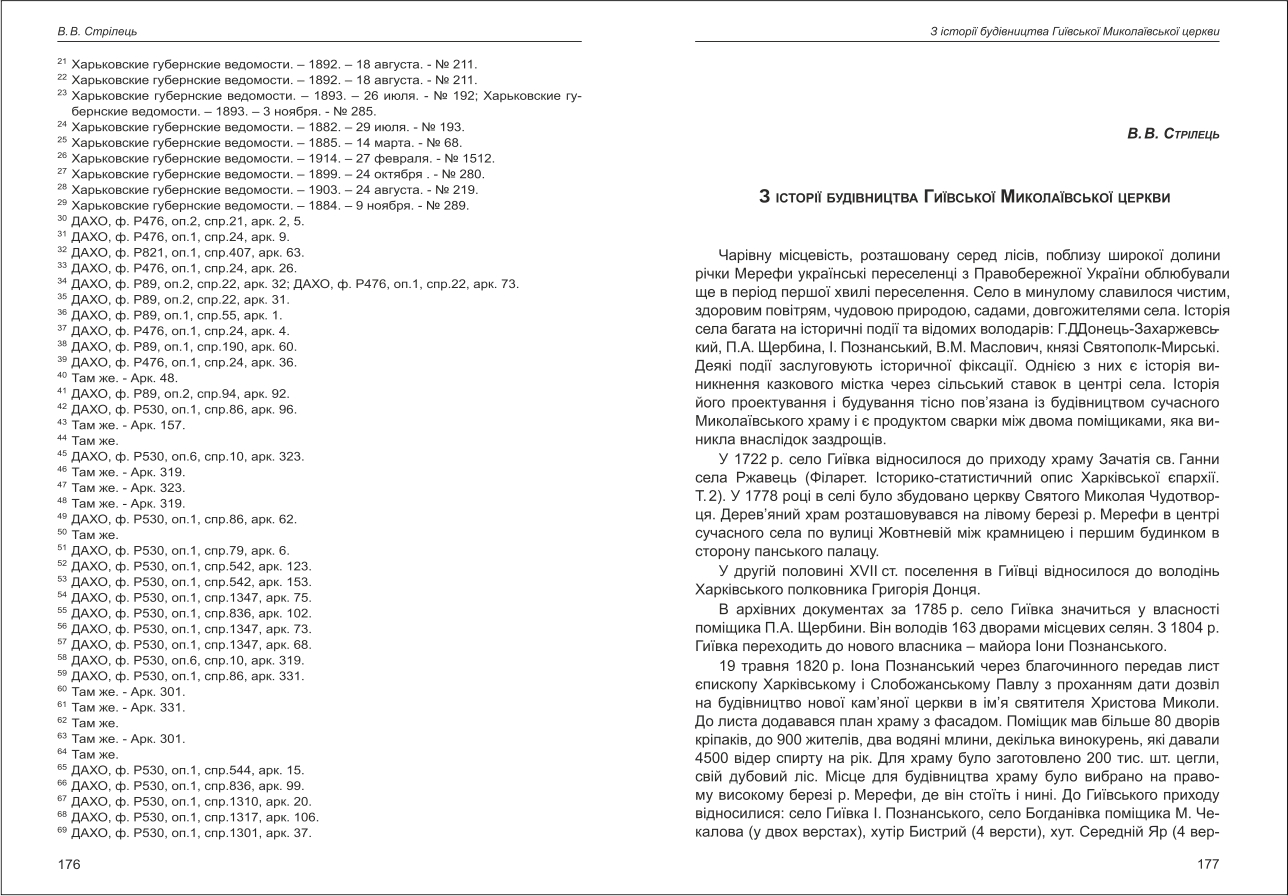 В. В. Стрілець
21 Харьковские губернские ведомости. – 1892. – 18 августа. - № 211.
22 Харьковские губернские ведомости. – 1892. – 18 августа. - № 211.
23 Харьковские губернские ведомости. – 1893. – 26 июля. - № 192; Харьковские гу-
бернские ведомости. – 1893. – 3 ноября. - № 285.
24 Харьковские губернские ведомости. – 1882. – 29 июля. - № 193.
25 Харьковские губернские ведомости. – 1885. – 14 марта. - № 68.
26 Харьковские губернские ведомости. – 1914. – 27 февраля. - № 1512.
27 Харьковские губернские ведомости. – 1899. – 24 октября . - № 280.
28 Харьковские губернские ведомости. – 1903. – 24 августа. - № 219.
29 Харьковские губернские ведомости. – 1884. – 9 ноября. - № 289.
30 ДАХО, ф. Р476, оп.2, спр.21, арк. 2, 5.
31 ДАХО, ф. Р476, оп.1, спр.24, арк. 9.
32 ДАХО, ф. Р821, оп.1, спр.407, арк. 63.
33 ДАХО, ф. Р476, оп.1, спр.24, арк. 26.
34 ДАХО, ф. Р89, оп.2, спр.22, арк. 32; ДАХО, ф. Р476, оп.1, спр.22, арк. 73.
35 ДАХО, ф. Р89, оп.2, спр.22, арк. 31.
36 ДАХО, ф. Р89, оп.1, спр.55, арк. 1.
37 ДАХО, ф. Р476, оп.1, спр.24, арк. 4.
38 ДАХО, ф. Р89, оп.1, спр.190, арк. 60.
39 ДАХО, ф. Р476, оп.1, спр.24, арк. 36.
40 Там же. - Арк. 48.
41 ДАХО, ф. Р89, оп.2, спр.94, арк. 92.
42 ДАХО, ф. Р530, оп.1, спр.86, арк. 96.
43 Там же. - Арк. 157.
44 Там же.
45 ДАХО, ф. Р530, оп.6, спр.10, арк. 323.
46 Там же. - Арк. 319.
47 Там же. - Арк. 323.
48 Там же. - Арк. 319.
49 ДАХО, ф. Р530, оп.1, спр.86, арк. 62.
50 Там же.
51 ДАХО, ф. Р530, оп.1, спр.79, арк. 6.
52 ДАХО, ф. Р530, оп.1, спр.542, арк. 123.
53 ДАХО, ф. Р530, оп.1, спр.542, арк. 153.
54 ДАХО, ф. Р530, оп.1, спр.1347, арк. 75.
55 ДАХО, ф. Р530, оп.1, спр.836, арк. 102.
56 ДАХО, ф. Р530, оп.1, спр.1347, арк. 73.
57 ДАХО, ф. Р530, оп.1, спр.1347, арк. 68.
58 ДАХО, ф. Р530, оп.6, спр.10, арк. 319.
59 ДАХО, ф. Р530, оп.1, спр.86, арк. 331.
60 Там же. - Арк. 301.
61 Там же. - Арк. 331.
62 Там же.
63 Там же. - Арк. 301.
64 Там же.
65 ДАХО, ф. Р530, оп.1, спр.544, арк. 15.
66 ДАХО, ф. Р530, оп.1, спр.836, арк. 99.
67 ДАХО, ф. Р530, оп.1, спр.1310, арк. 20.
68 ДАХО, ф. Р530, оп.1, спр.1317, арк. 106.
69 ДАХО, ф. Р530, оп.1, спр.1301, арк. 37.
176
З історії будівництва Гиївської Миколаївської церкви
В. В. Стрілець
З історії будівництва Гиївської Миколаївської церкви
Чарівну місцевість, розташовану серед лісів, поблизу широкої долини
річки Мерефи українські переселенці з Правобережної України облюбували
ще в період першої хвилі переселення. Село в минулому славилося чистим,
здоровим повітрям, чудовою природою, садами, довгожителями села. Історія
села багата на історичні події та відомих володарів: Г.ДДонець-Захаржевсь-
кий, П.А. Щербина, І. Познанський, В.М. Маслович, князі Святополк-Мирські.
Деякі події заслуговують історичної фіксації. Однією з них є історія ви-
никнення казкового містка через сільський ставок в центрі села. Історія
його проектування і будування тісно пов’язана із будівництвом сучасного
Миколаївського храму і є продуктом сварки між двома поміщиками, яка ви-
никла внаслідок заздрощів.
У 1722 р. село Гиївка відносилося до приходу храму Зачатія св. Ганни
села Ржавець (Філарет. Історико-статистичний опис Харківської єпархії.
Т. 2). У 1778 році в селі було збудовано церкву Святого Миколая Чудотвор-
ця. Дерев’яний храм розташовувався на лівому березі р. Мерефи в центрі
сучасного села по вулиці Жовтневій між крамницею і першим будинком в
сторону панського палацу.
У другій половині XVII ст. поселення в Гиївці відносилося до володінь
Харківського полковника Григорія Донця.
В архівних документах за 1785 р. село Гиївка значиться у власності
поміщика П.А. Щербини. Він володів 163 дворами місцевих селян. З 1804 р.
Гиївка переходить до нового власника – майора Іони Познанського.
19 травня 1820 р. Іона Познанський через благочинного передав лист
єпископу Харківському і Слобожанському Павлу з проханням дати дозвіл
на будівництво нової кам’яної церкви в ім’я святителя Христова Миколи.
До листа додавався план храму з фасадом. Поміщик мав більше 80 дворів
кріпаків, до 900 жителів, два водяні млини, декілька винокурень, які давали
4500 відер спирту на рік. Для храму було заготовлено 200 тис. шт. цегли,
свій дубовий ліс. Місце для будівництва храму було вибрано на право-
му високому березі р. Мерефи, де він стоїть і нині. До Гиївського приходу
відносилися: село Гиївка І. Познанського, село Богданівка поміщика М. Че-
калова (у двох верстах), хутір Бистрий (4 версти), хут. Середній Яр (4 вер-
177